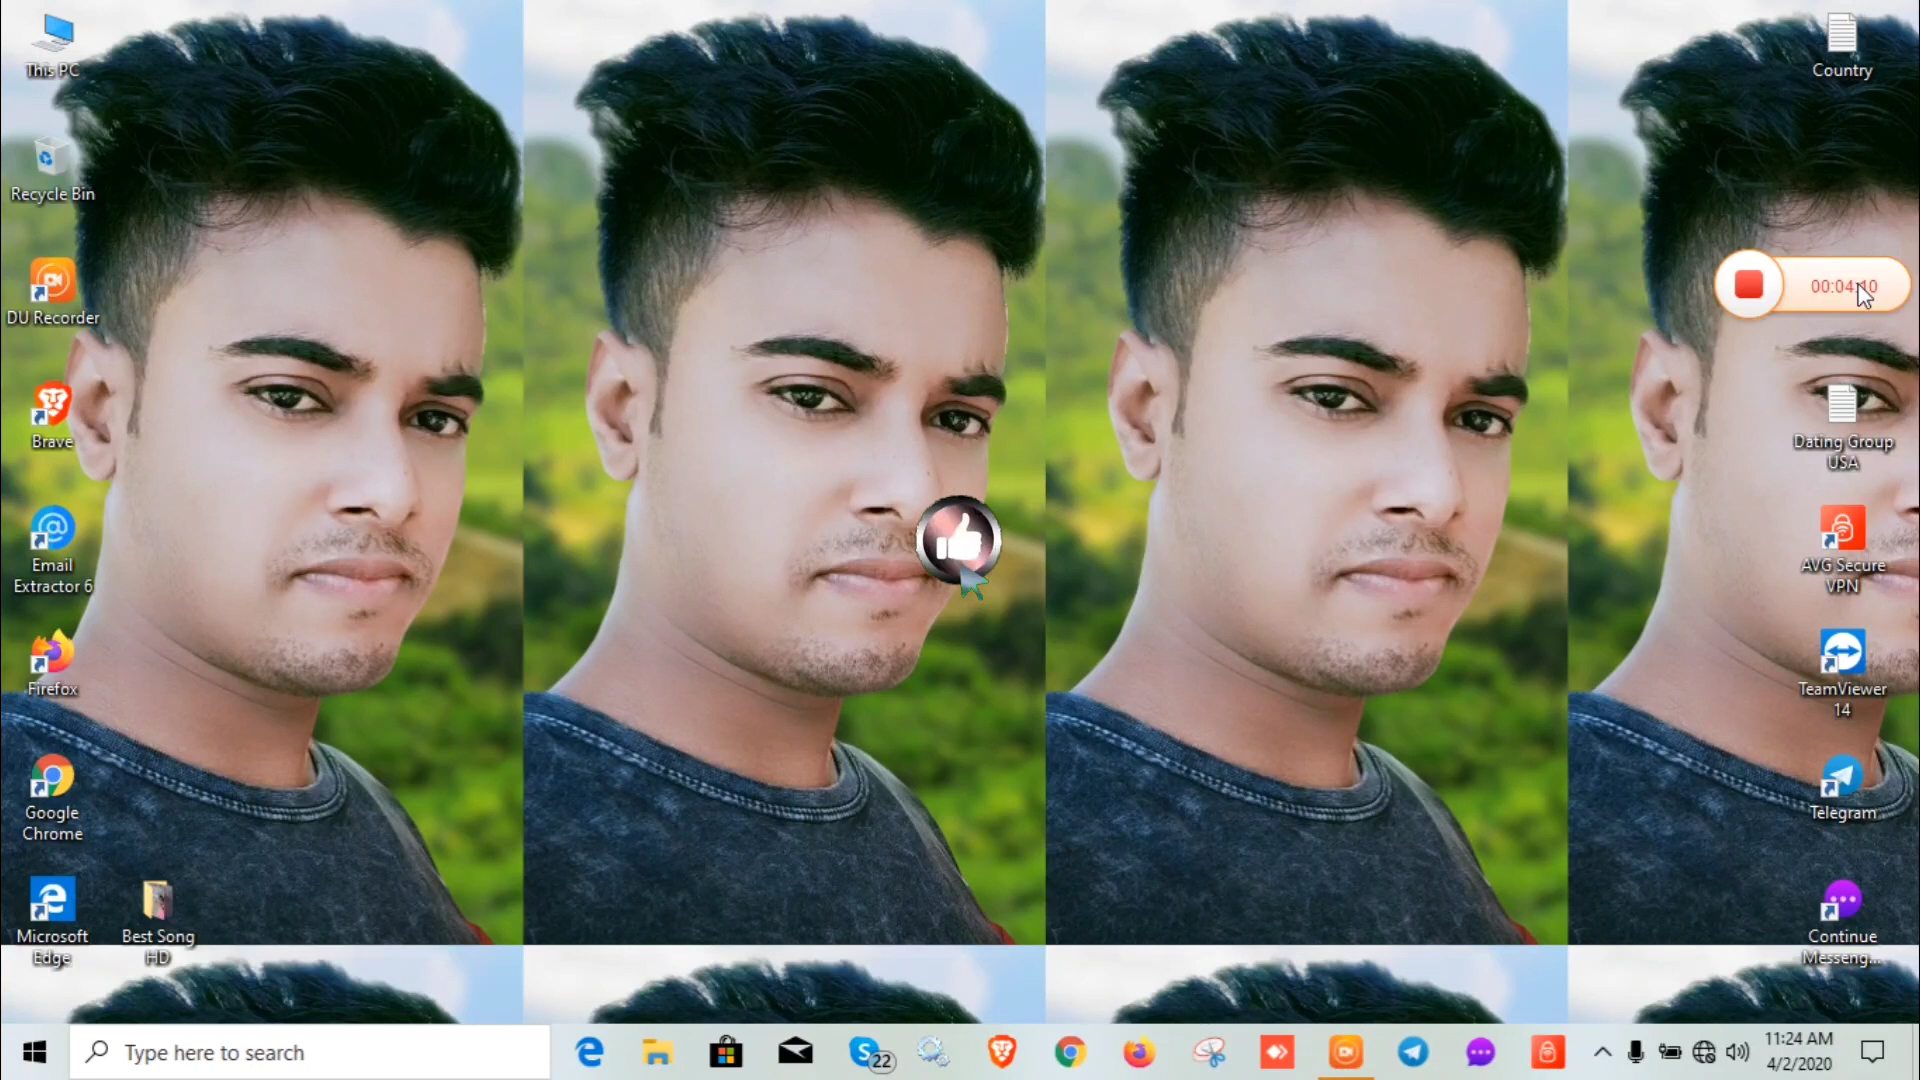 This PC
Recycle Bin
DU Recorder
Brave
Email
Extractor 6
Firefox
Google
Chrome
Microsoft
Edge
Best Song
HD
Country
00:04:10
Dating Group
USA
AVG Secure
VPN
TeamViewer
14
Telegram
Continue
Messeng...
Type here to search
22
11:24 AM
4/2/2020